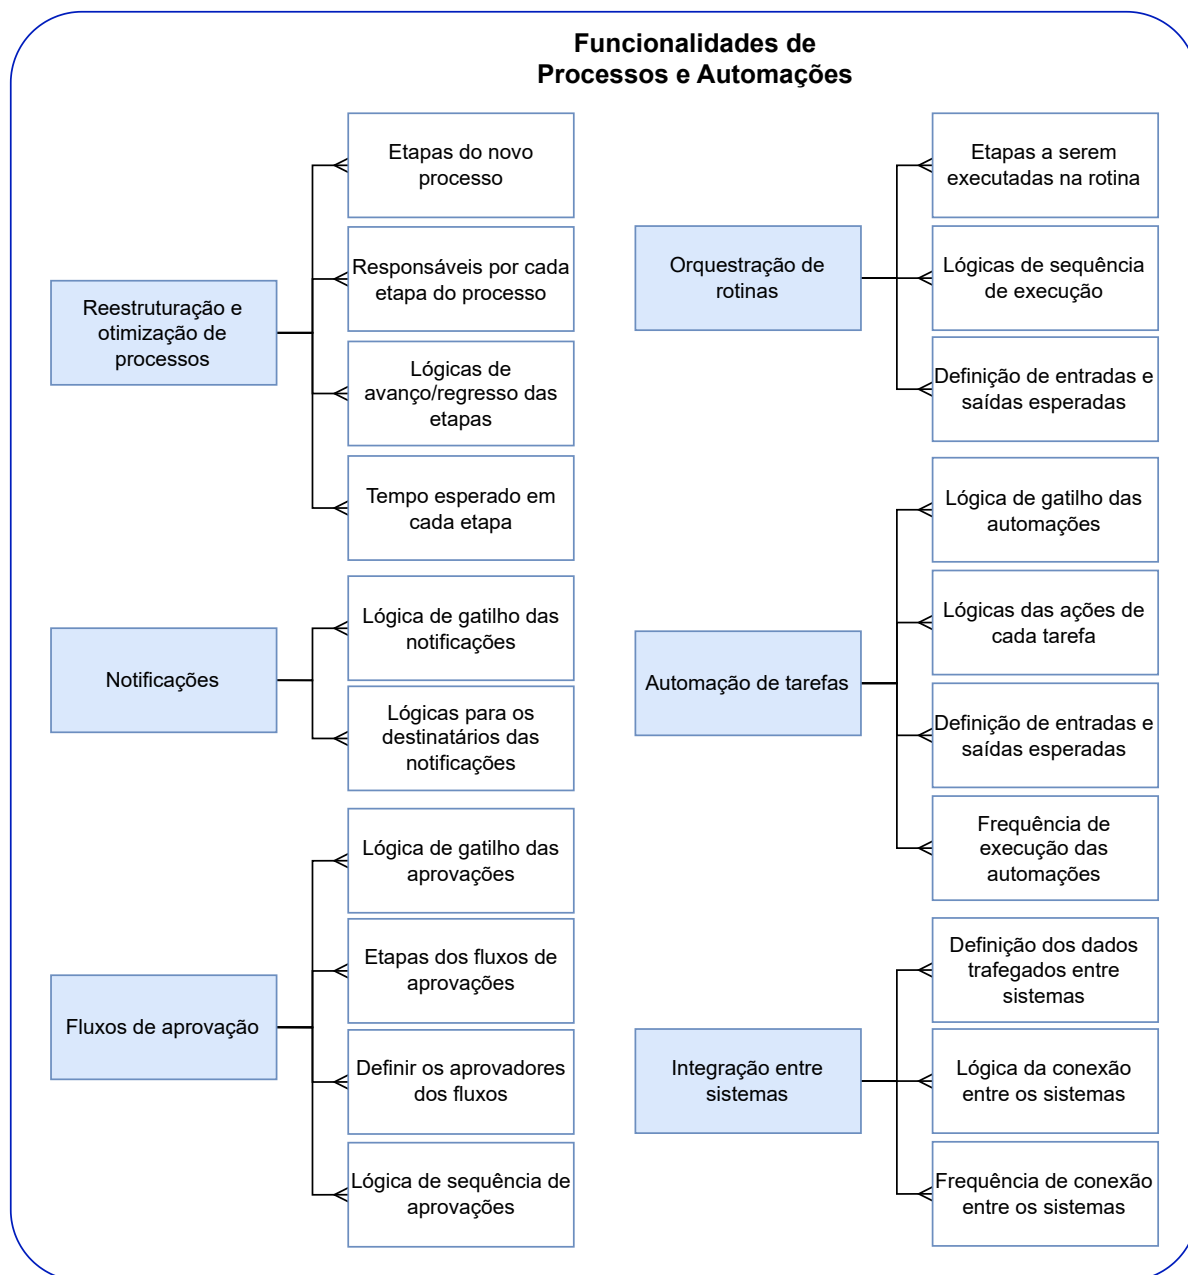 Funcionalidades de
Processos e Automações
Reestruturação e
otimização de
processos
Etapas do novo
processo
Responsáveis por cada
etapa do processo
Lógicas de
avanço/regresso das
etapas
Tempo esperado em
cada etapa
Notificações
Lógica de gatilho das
notificações
Lógicas para os
destinatários das
notificações
Fluxos de aprovação
Lógica de gatilho das
aprovações
Etapas dos fluxos de
aprovações
Definir os aprovadores
dos fluxos
Lógica de sequência de
aprovações
Orquestração de
rotinas
Etapas a serem
executadas na rotina
Lógicas de sequência
de execução
Definição de entradas e
saídas esperadas
Automação de tarefas
Lógica de gatilho das
automações
Lógicas das ações de
cada tarefa
Definição de entradas e
saídas esperadas
Frequência de
execução das
automações
Integração entre
sistemas
Definição dos dados
trafegados entre
sistemas
Lógica da conexão
entre os sistemas
Frequência de conexão
entre os sistemas